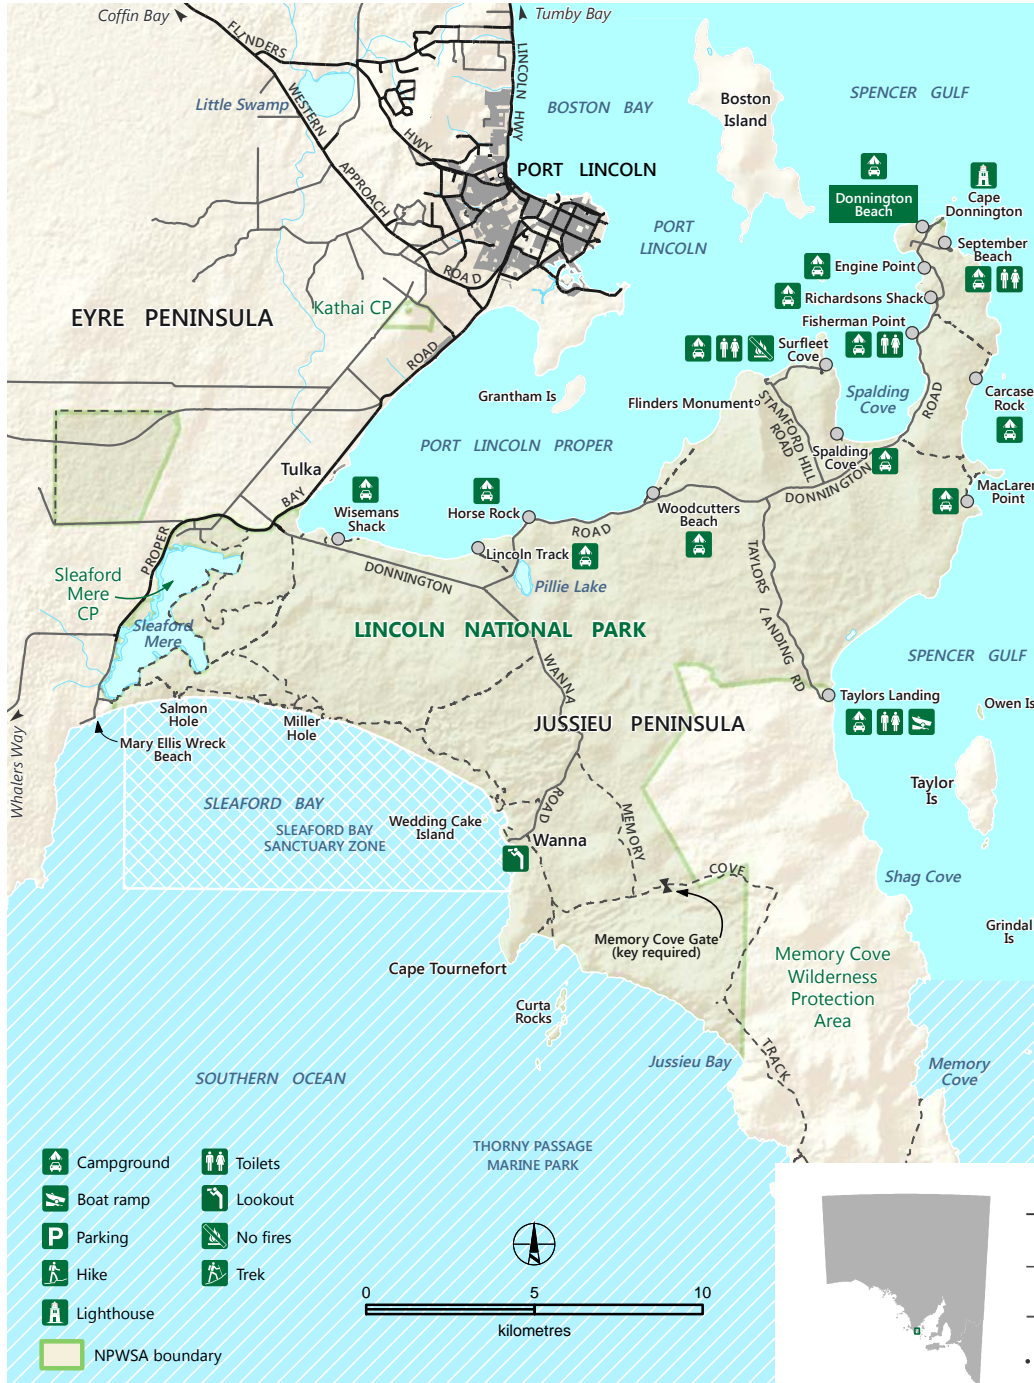 Coffin Bay
Tumby Bay
FLINDERS
HWY
LINCOLN HWY
WESTERN
APPROACH
ROAD
Little Swamp
BOSTON BAY
Boston
Island
SPENCER GULF
PORT LINCOLN
PORT
LINCOLN
Donnington
Beach
Cape
Donnington
September
Beach
Engine Point
Richardsons Shack
Fisherman Point
Surfleet
Cove
EYRE PENINSULA
Kathai CP
ROAD
Grantham Is
Flinders Monument
STAMFORD HILL
ROAD
Spalding
Cove
ROAD
Carcase
Rock
PORT LINCOLN PROPER
Spalding
Cove
DONNINGTON
MacLaren
Point
Tulka
BAY
PROPER
Wisemans
Shack
Horse Rock
Woodcutters
Beach
ROAD
Lincoln Track
DONNINGTON
Pillie Lake
TAYLORS LANDING RD
Sleaford
Mere
CP
Sleaford
Mere
LINCOLN NATIONAL PARK
WANNA
ROAD
SPENCER GULF
Taylors Landing
Owen Is
JUSSIEU PENINSULA
Salmon
Hole
Miller
Hole
Mary Ellis Wreck
Beach
Whalers Way
Taylor
Is
SLEAFORD BAY
SLEAFORD BAY
SANCTUARY ZONE
Wedding Cake
Island
Wanna
MEMORY
COVE
TRACK
Shag Cove
Grindal
Is
Memory Cove Gate
(key required)
Memory Cove
Wilderness
Protection
Area
Cape Tournefort
Curta
Rocks
Jussieu Bay
Memory
Cove
SOUTHERN OCEAN
THORNY PASSAGE
MARINE PARK
Campground
Toilets
Boat ramp
Lookout
P
Parking
No fires
Hike
Trek
Lighthouse
NPWSA boundary
0 5 10
kilometres